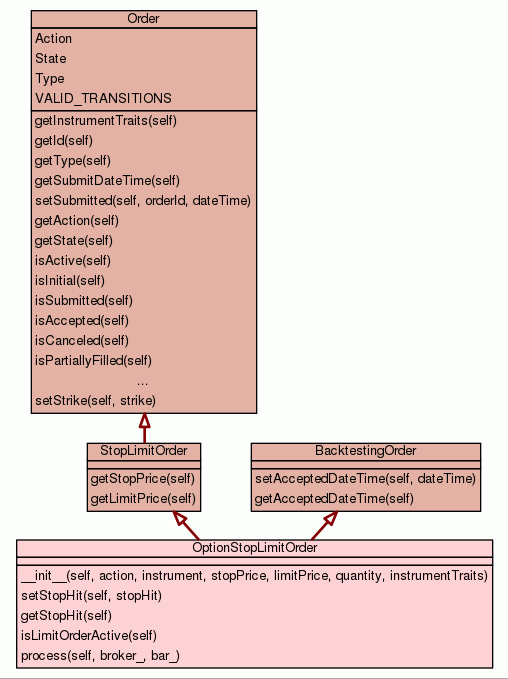 Order
Action
State
Type
VALID_TRANSITIONS
getInstrumentTraits(self)
getId(self)
getType(self)
getSubmitDateTime(self)
setSubmitted(self, orderId, dateTime)
getAction(self)
getState(self)
isActive(self)
isInitial(self)
isSubmitted(self)
isAccepted(self)
isCanceled(self)
isPartiallyFilled(self)
...
setStrike(self, strike)
StopLimitOrder
getStopPrice(self)
getLimitPrice(self)
BacktestingOrder
setAcceptedDateTime(self, dateTime)
getAcceptedDateTime(self)
OptionStopLimitOrder
__init__(self, action, instrument, stopPrice, limitPrice, quantity, instrumentTraits)
setStopHit(self, stopHit)
getStopHit(self)
isLimitOrderActive(self)
process(self, broker_, bar_)